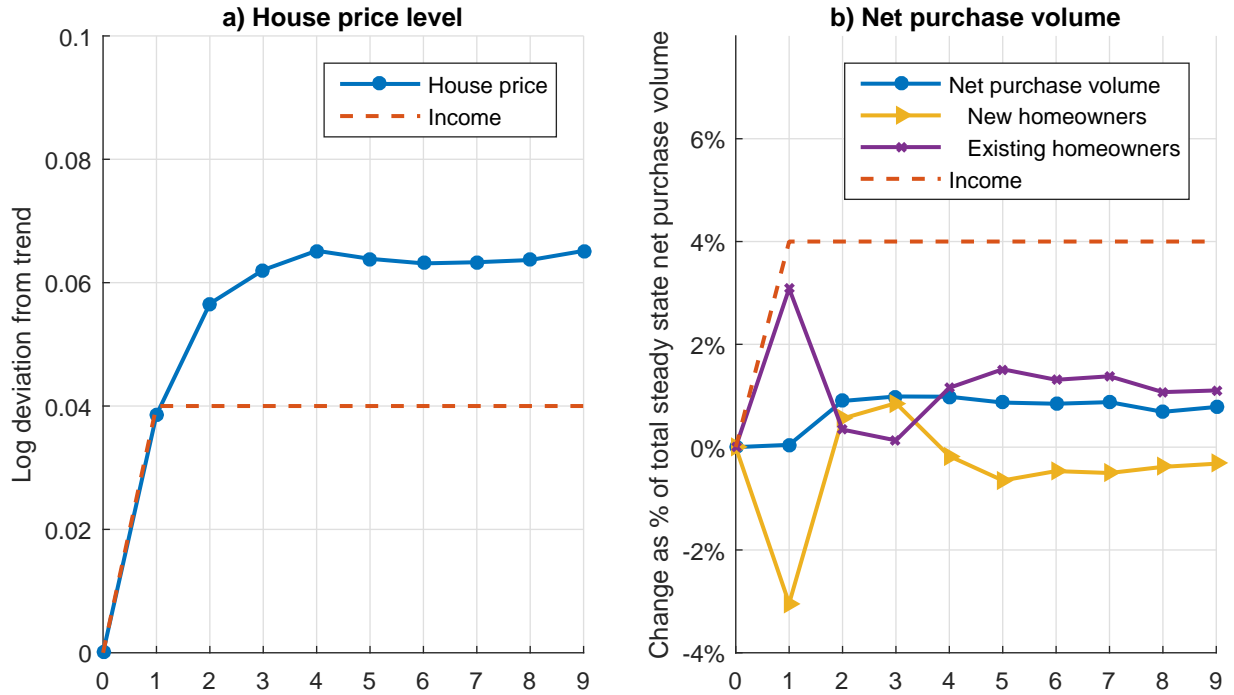 a) House price level
Log deviation from trend
0.1
0.08
0.06
0.04
0.02
0
0 1 2 3 4 5 6 7 8 9
House price
Income
b) Net purchase volume
Change as % of total steady state net purchase volume
6%
4%
2%
0%
-2%
-4%
0 1 2 3 4 5 6 7 8 9
Net purchase volume
New homeowners
Existing homeowners
Income